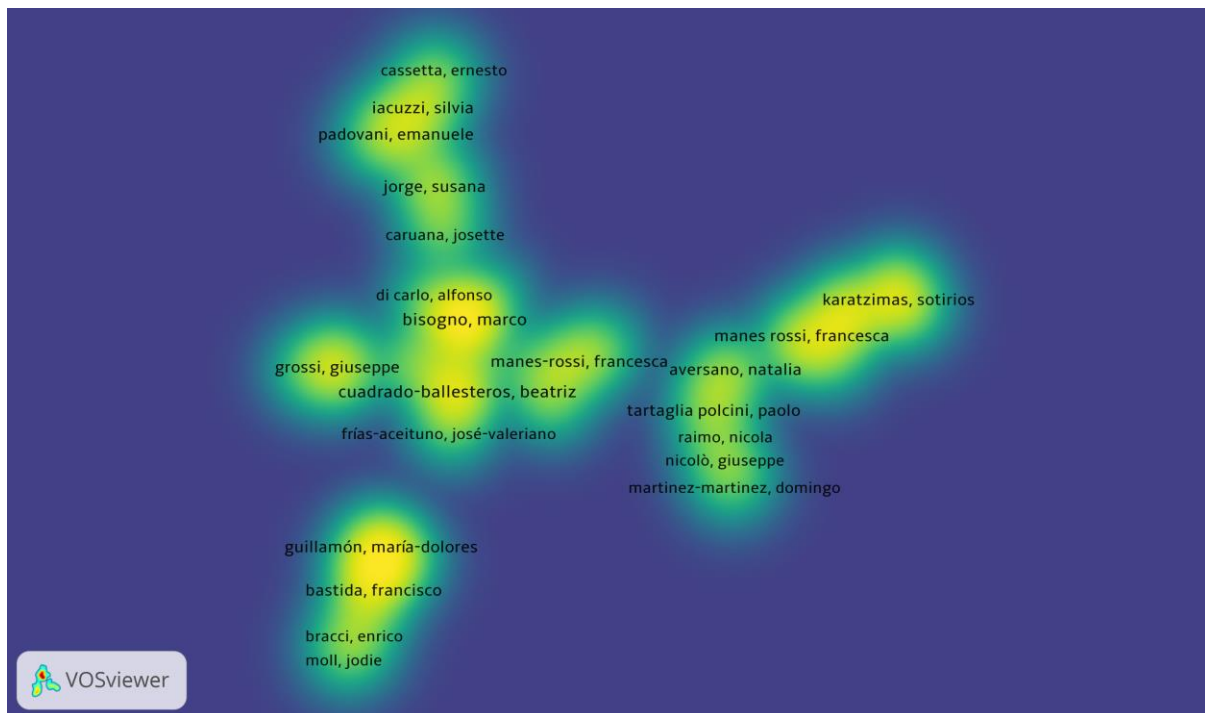 cassetta, ernesto
iacuzzi, silvia
padovani, emanuele
jorge, susana
caruana, josette
di carlo, alfonso
bisogno, marco
grossi, giuseppe
manes-rossi, francesca
cuadrado-ballesteros, beatriz
frías-aceituno, josé-valeriano
karatzimas, sotirios
manes rossi, francesca
aversano, natalia
tartaglia polcini, paolo
raimo, nicola
nicolò, giuseppe
martinez-martinez, domingo
guillamón, maría-dolores
bastida, francisco
bracci, enrico
moll, jodie
VOSviewer